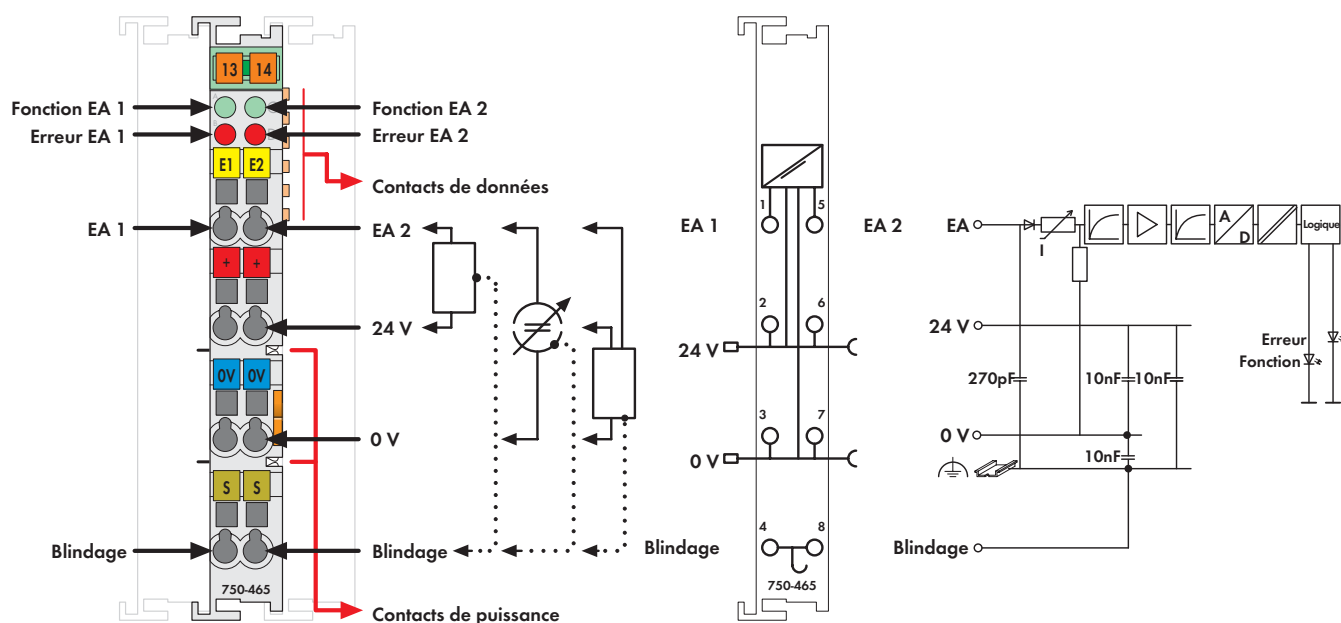 13 14
Fonction EA 1
Fonction EA 2
Erreur EA 1
Erreur EA 2
E1 E2
Contacts de données
EA 1
EA 2
+ +
24 V
0V 0V
0 V
S S
Blindage
Blindage
750-465
Contacts de puissance
1 5
EA 1
EA 2
2 6
24 V
3 7
0 V
4 8
Blindage
750-465
EA
I
A
D
Logique
24 V
Erreur
Fonction
270pF
10nF
10nF
0 V
10nF
Blindage